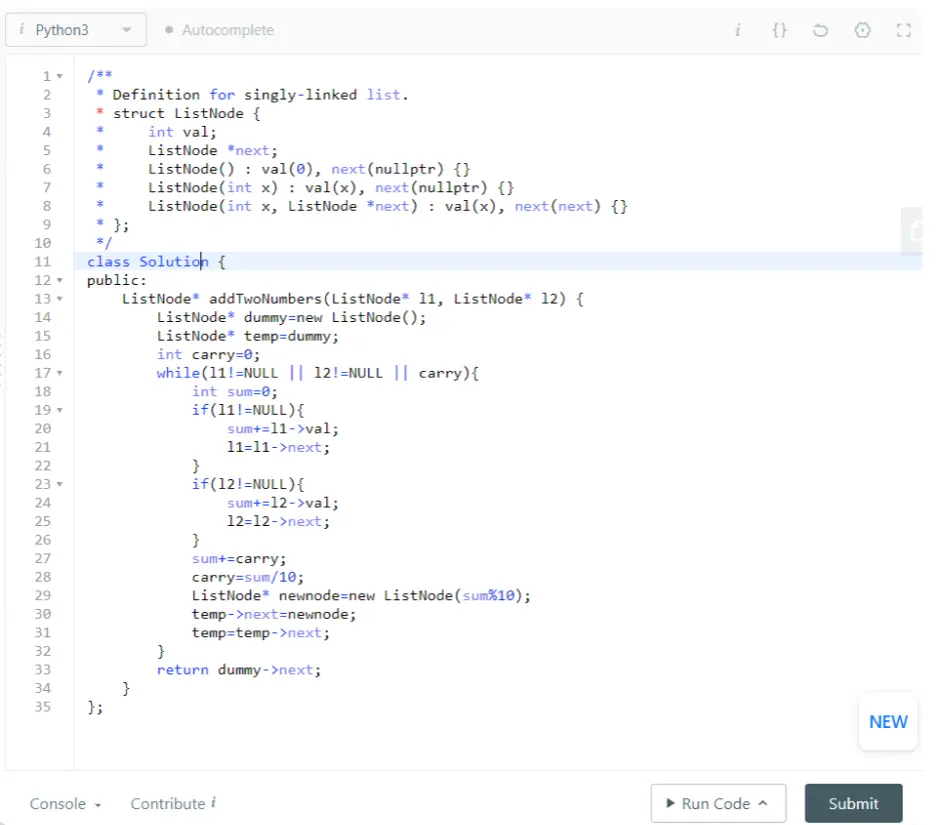 i Python3
Autocomplete
i {}
1 /**
2  * Definition for singly-linked list.
3  * struct ListNode {
4  *     int val;
5  *     ListNode *next;
6  *     ListNode() : val(0), next(nullptr) {}
7  *     ListNode(int x) : val(x), next(nullptr) {}
8  *     ListNode(int x, ListNode *next) : val(x), next(next) {}
9  * };
10  */
11 class Solution {
12 public:
13     ListNode* addTwoNumbers(ListNode* l1, ListNode* l2) {
14         ListNode* dummy=new ListNode();
15         ListNode* temp=dummy;
16         int carry=0;
17         while(l1!=NULL || l2!=NULL || carry){
18             int sum=0;
19             if(l1!=NULL){
20                 sum+=l1->val;
21                 l1=l1->next;
22             }
23             if(l2!=NULL){
24                 sum+=l2->val;
25                 l2=l2->next;
26             }
27             sum+=carry;
28             carry=sum/10;
29             ListNode* newnode=new ListNode(sum%10);
30             temp->next=newnode;
31             temp=temp->next;
32         }
33         return dummy->next;
34     }
35 };
NEW
Console Contribute i Run Code Submit